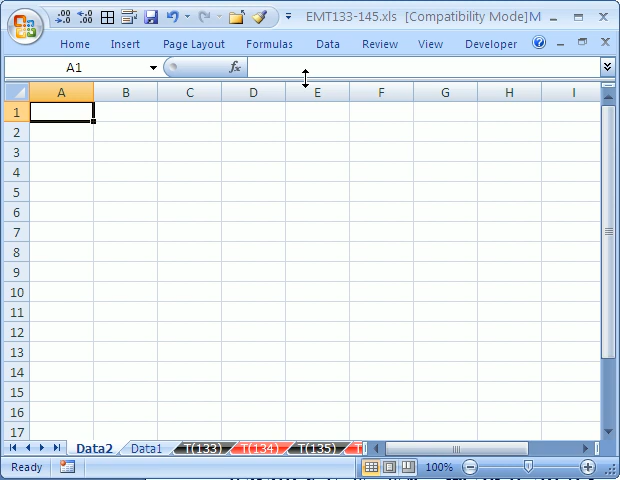 EMT133-145.xls [Compatibility Mode] M
Home Insert Page Layout Formulas Data Review View Developer
A1 fx
A B C D E F G H I
1
2
3
4
5
6
7
8
9
10
11
12
13
14
15
16
17
Data2 Data1 T(133) T(134) T(135)
Ready 100%